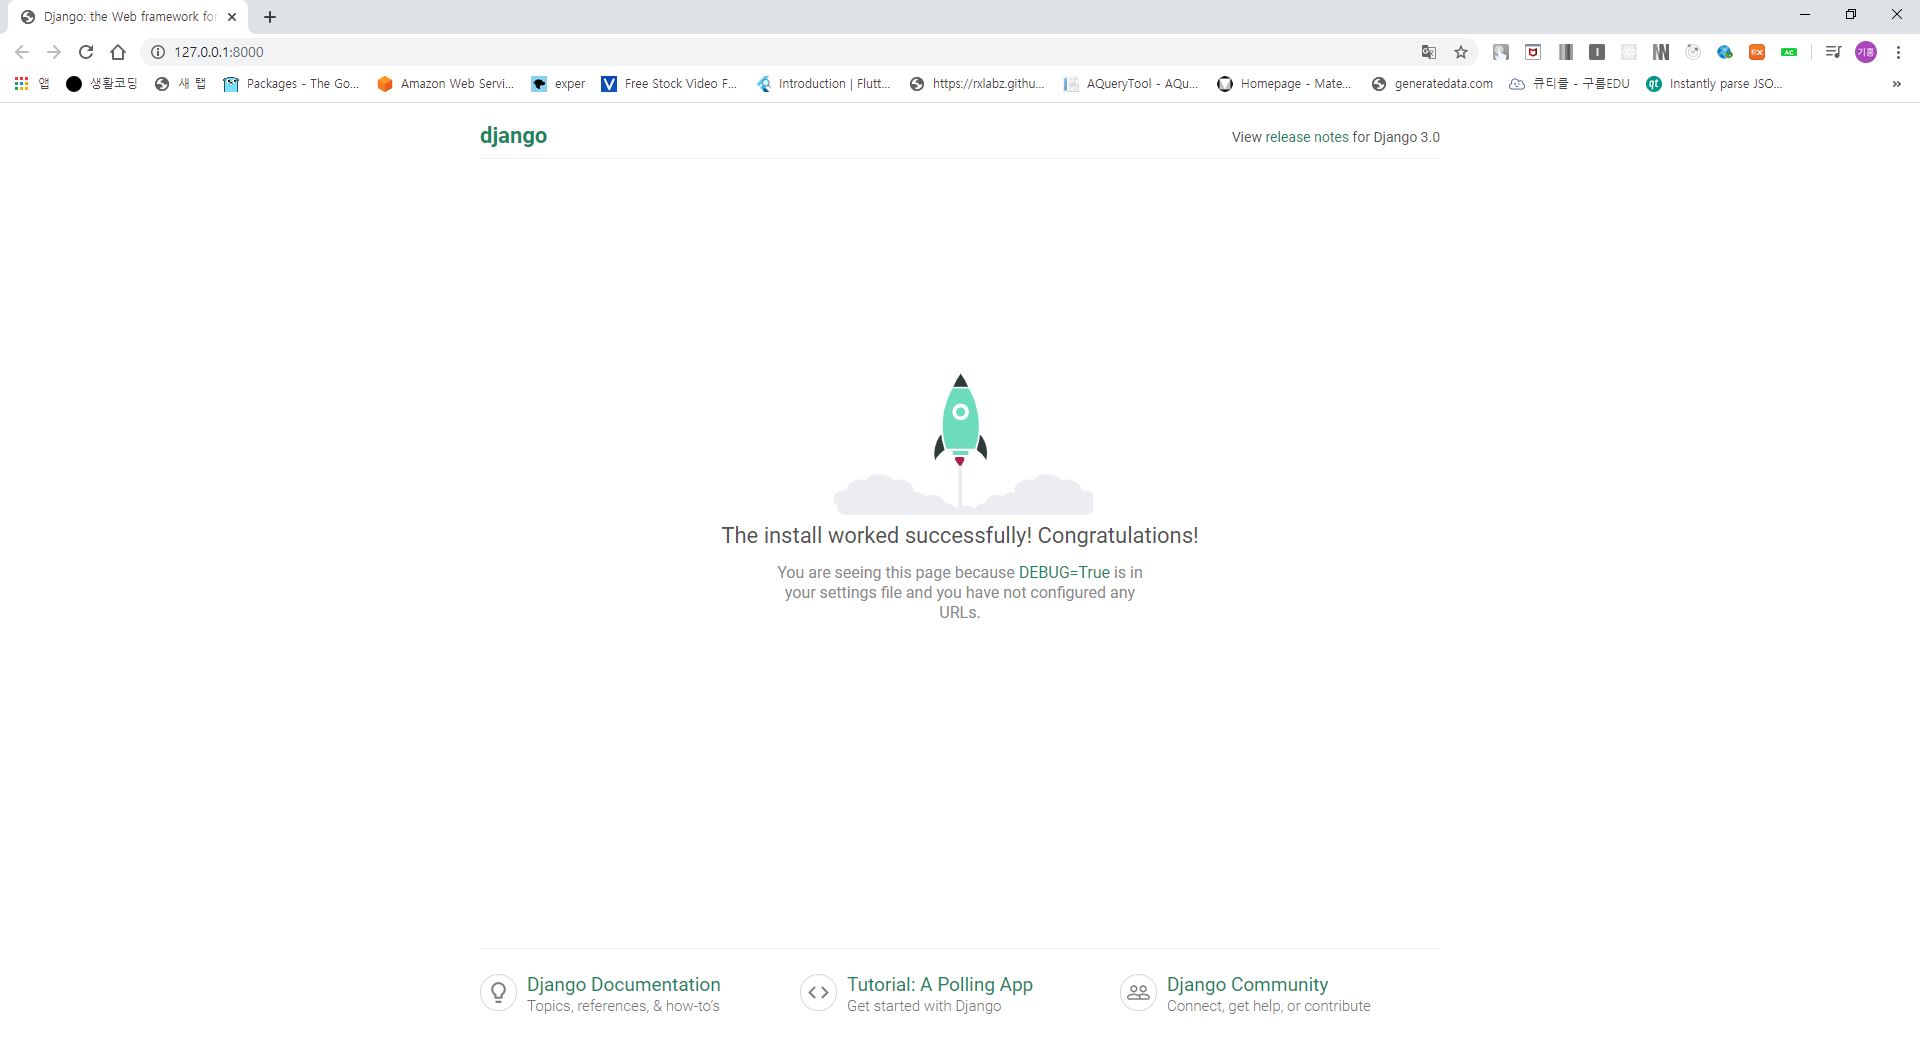 Django: the Web framework for
127.0.0.1:8000
기홍
앱 생활코딩 새 탭 Packages - The Go... Amazon Web Servi... exper Free Stock Video F... Introduction | Flutt... https://rxlabz.githu... AQueryTool - AQu... Homepage - Mate... generatedata.com 큐티클 - 구름EDU Instantly parse JSO...
django
View release notes for Django 3.0
The install worked successfully! Congratulations!
You are seeing this page because DEBUG=True is in
your settings file and you have not configured any
URLs.
Django Documentation
Topics, references, & how-to's
Tutorial: A Polling App
Get started with Django
Django Community
Connect, get help, or contribute